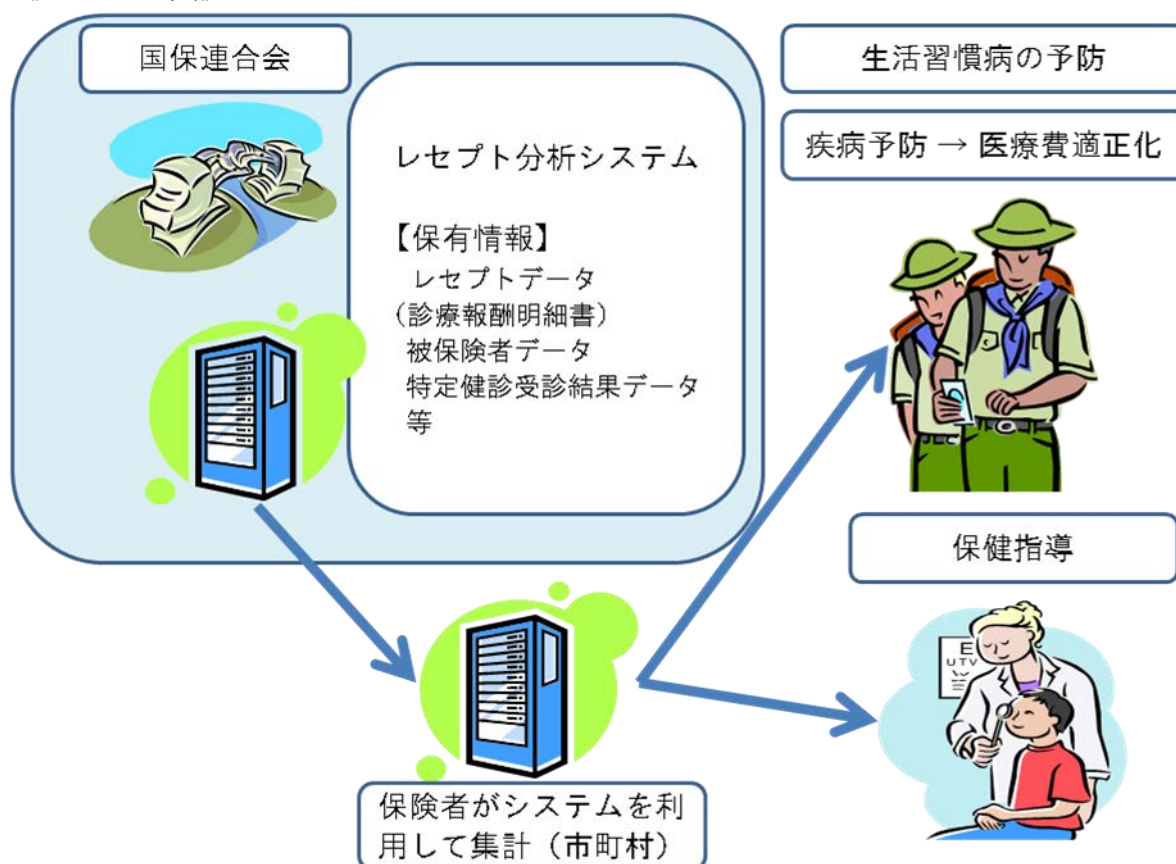 国保連合会
レセプト分析システム
【保有情報】
レセプトデータ
（診療報酬明細書）
被保険者データ
特定健診受診結果データ
等
生活習慣病の予防
疾病予防 → 医療費適正化
保健指導
E
UTV
保険者がシステムを利
用して集計（市町村）